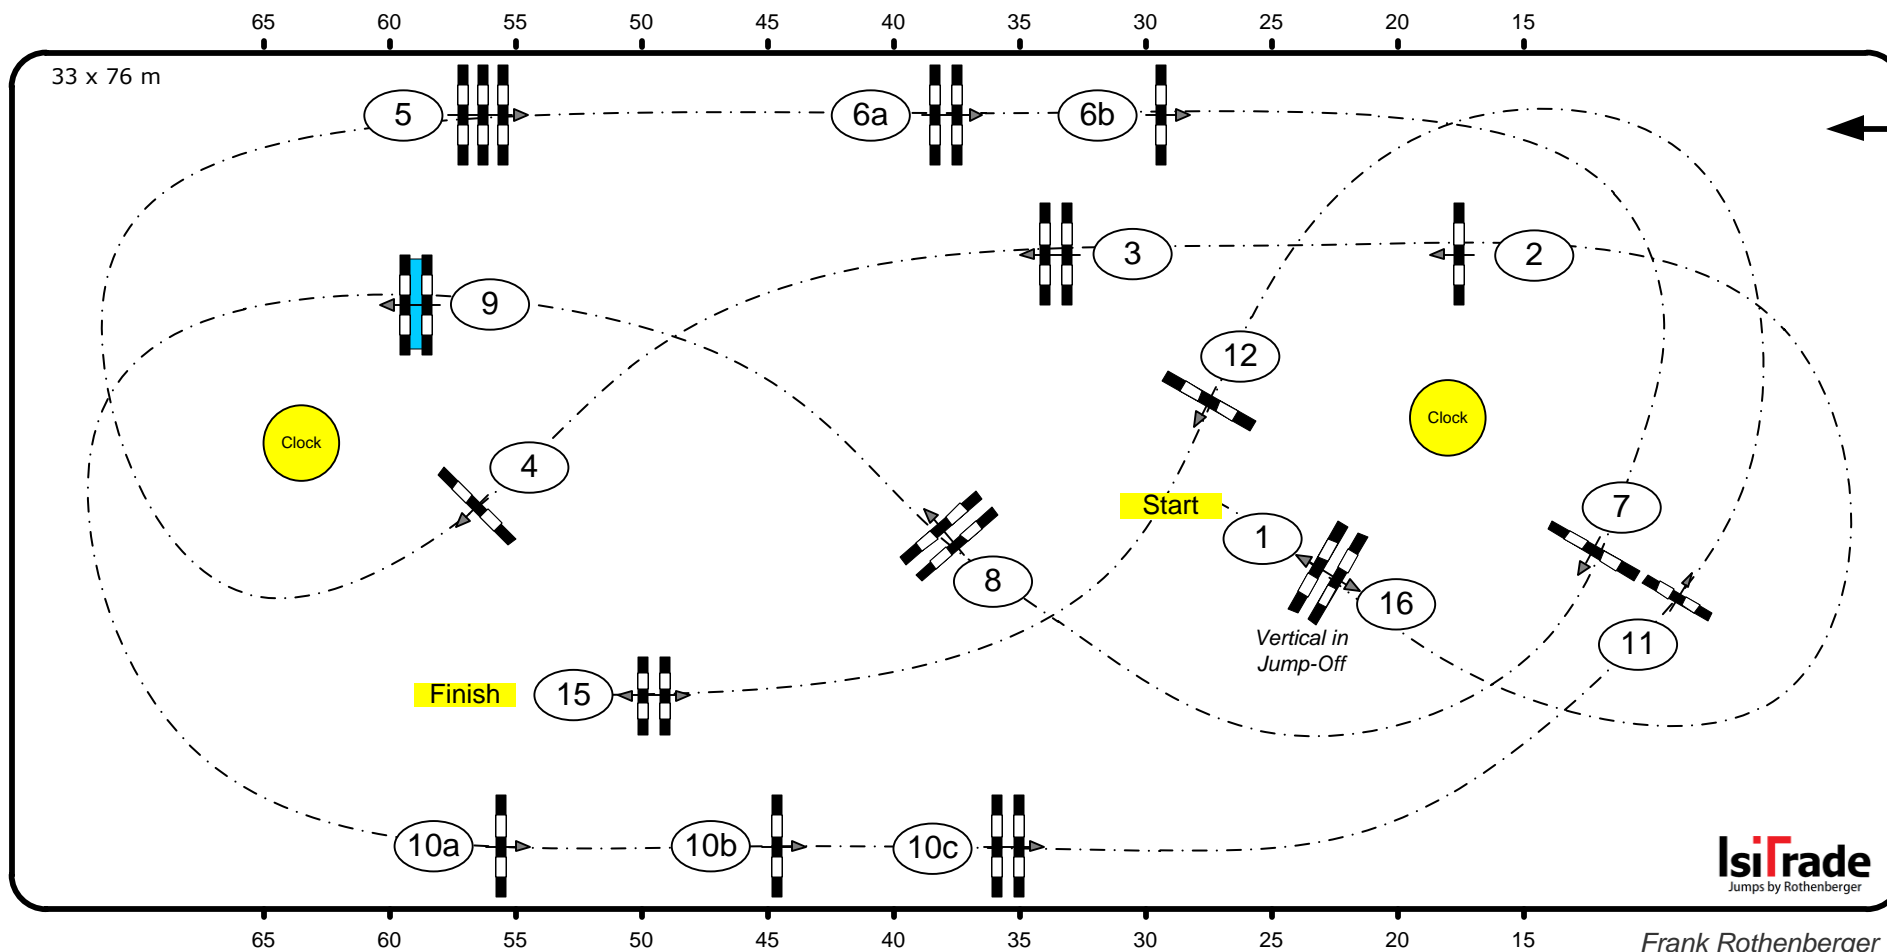 65 60 55 50 45 40 35 30 25 20 15
33 x 76 m
5
6a
6b
3
2
9
12
Clock
Clock
4
Start
7
1
8
16
Vertical in
Jump-Off
11
Finish
15
10a
10b
10c
IsiTrade
Jumps by Rothenberger
65 60 55 50 45 40 35 30 25 20 15
Frank Rothenberger